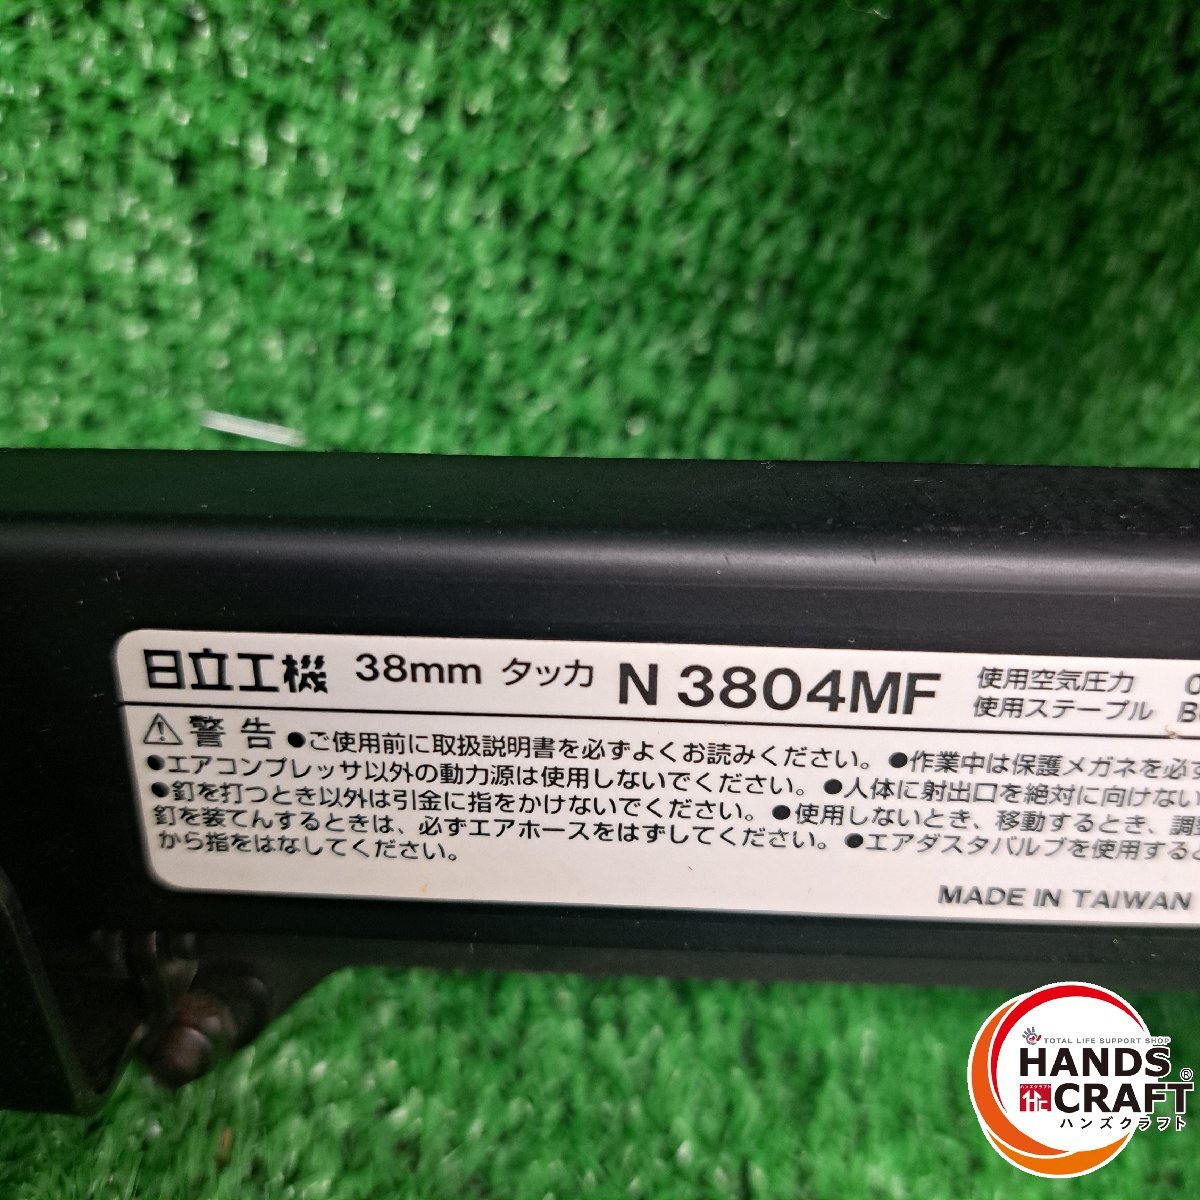 日立工機 38mm タッカ N 3804MF 使用空気圧力
使用ステープル
警告 ●ご使用前に取扱説明書を必ずよくお読みください。 ●作業中は保護メガネを必ず
●エアコンプレッサ以外の動力源は使用しないでください。 ●人体に射出口を絶対に向けない
●釘を打つとき以外は引金に指をかけないでください。 ●使用しないとき、移動するとき、調整
釘を装てんするときは、必ずエアホースをはずしてください。 ●エアダスタバルブを使用すると
から指をはなしてください。
MADE IN TAIWAN
TOTAL LIFE SUPPORT SHOP
HANDS
CRAFT®
ハンズクラフト